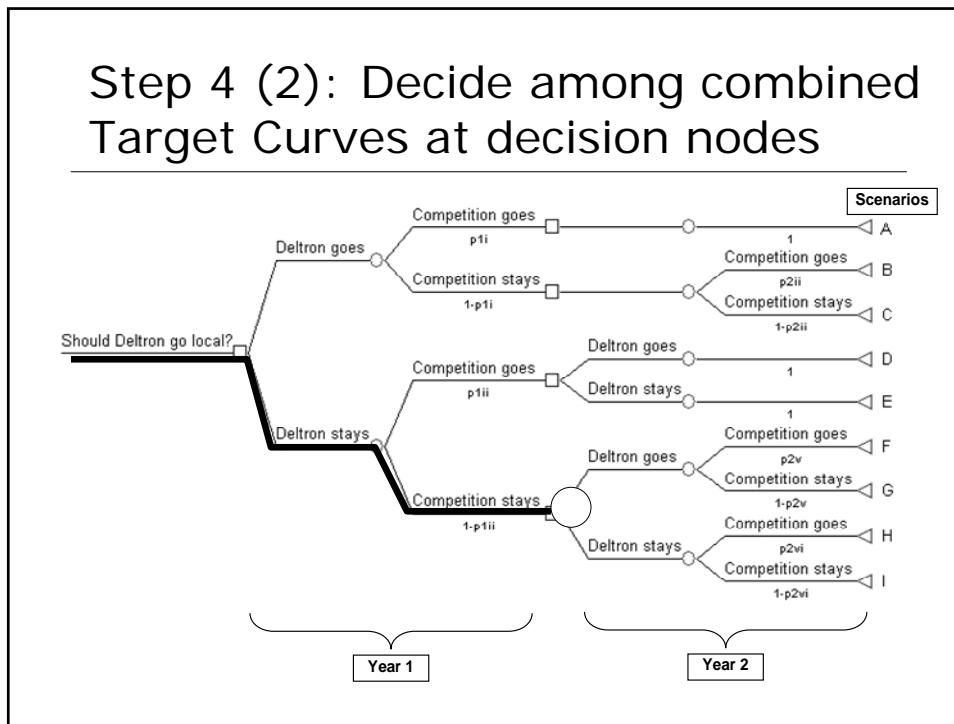 Step 4 (2): Decide among combined
Target Curves at decision nodes
Scenarios
Competition goes
p1i
1
A
Deltron goes
Competition goes
p2ii
B
Competition stays
1-p1i
Competition stays
1-p2ii
C
Should Deltron go local?
Deltron goes
1
D
Competition goes
p1ii
Deltron stays
1
E
Deltron stays
Competition goes
p2v
F
Deltron goes
Competition stays
1-p2v
G
Competition stays
1-p1ii
Competition goes
p2vi
H
Deltron stays
Competition stays
1-p2vi
I
Year 1
Year 2